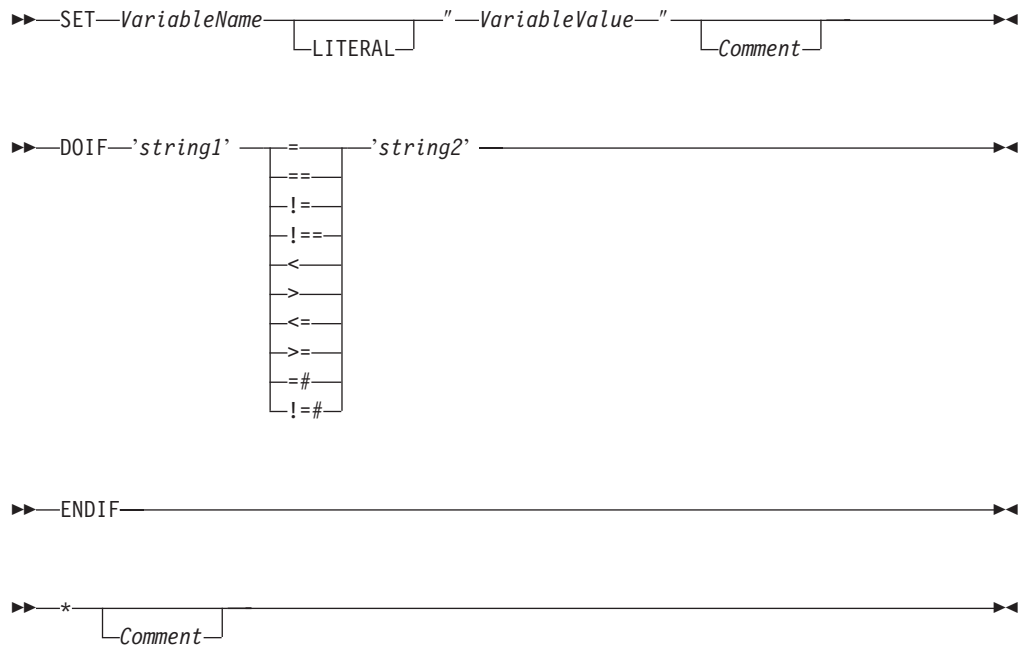 SET VariableName " VariableValue "
LITERAL Comment
DOIF ’string1’ = ’string2’
==
!=
!==
<
>
<=
>=
=#
!=#
ENDIF
*
Comment